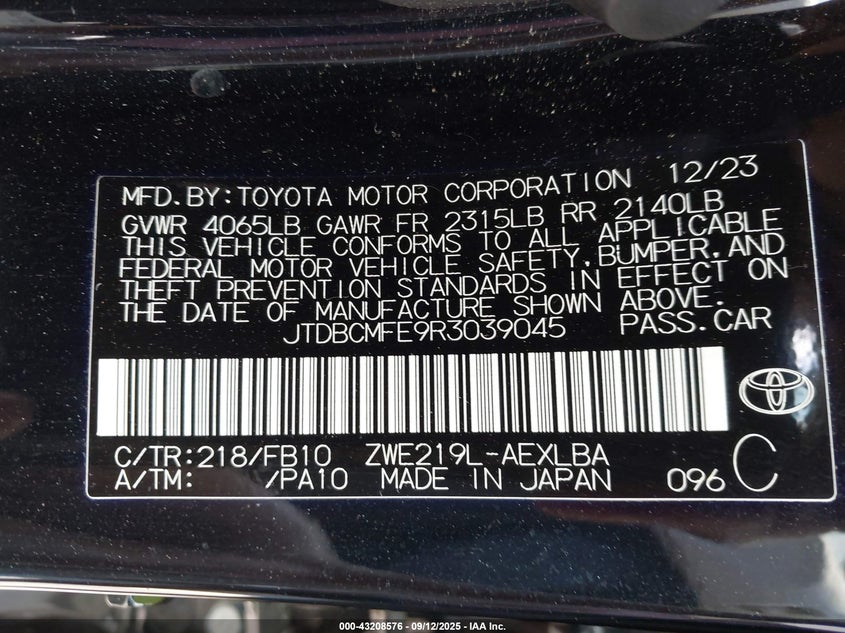 MFD.BY:TOYOTA MOTOR CORPORATION 12/23
GVWR 4065LB GAWR FR 2315LB RR 2140LB
THIS VEHICLE CONFORMS TO ALL APPLICABLE
FEDERAL MOTOR VEHICLE SAFETY,BUMPER,AND
THEFT PREVENTION STANDARDS IN EFFECT ON
THE DATE OF MANUFACTURE SHOWN ABOVE.
JTDBCMFE9R3039045 PASS.CAR
C/TR:218/FB10 ZWE219L-AEXLBA
A/TM: /PA10 MADE IN JAPAN 096 C
000-43208576 - 09/12/2025 - IAA Inc.